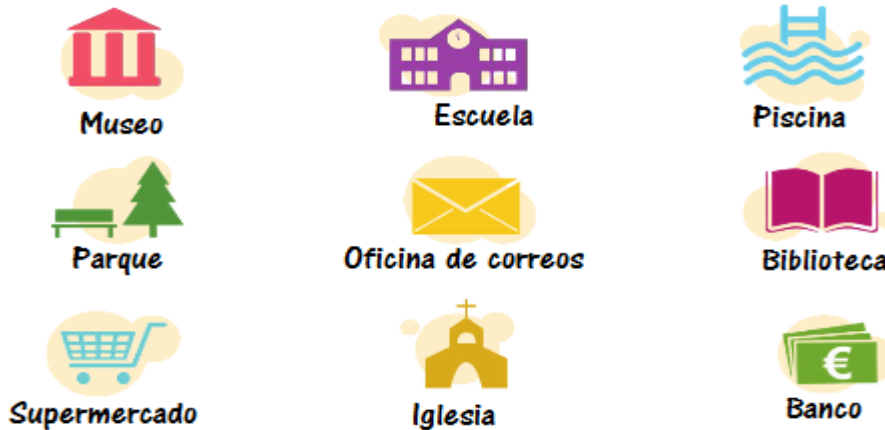 Museo
Escuela
Piscina
Parque
Oficina de correos
Biblioteca
€
Supermercado
Iglesia
Banco